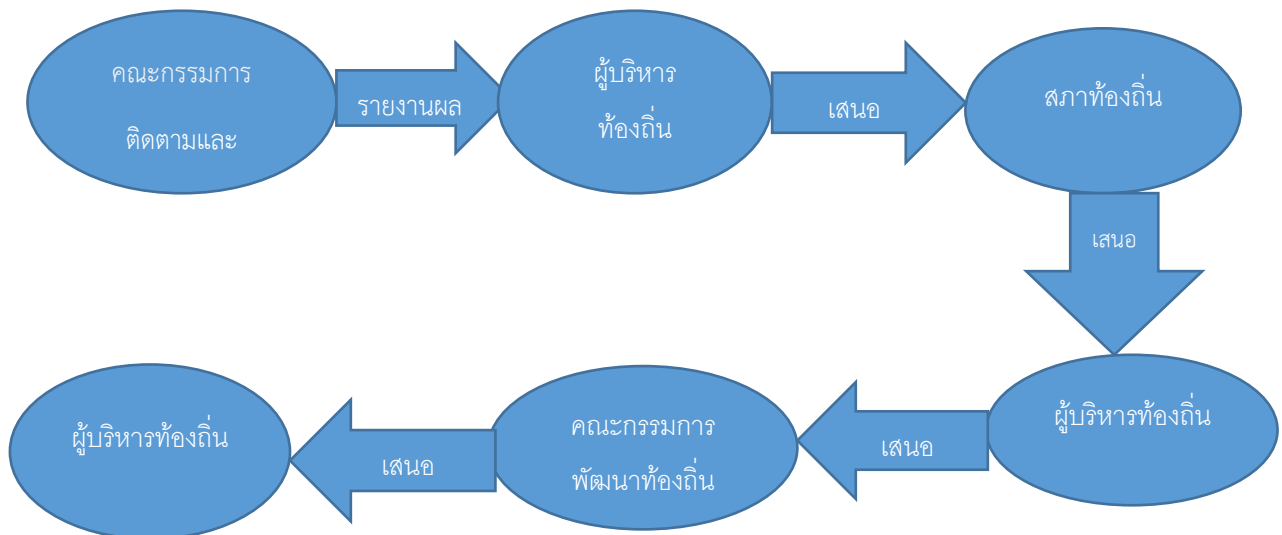 คณะกรรมการ
ติดตามและ
รายงานผล
ผู้บริหาร
ท้องถิ่น
เสนอ
สภาท้องถิ่น
เสนอ
ผู้บริหารท้องถิ่น
เสนอ
คณะกรรมการ
พัฒนาท้องถิ่น
เสนอ
ผู้บริหารท้องถิ่น